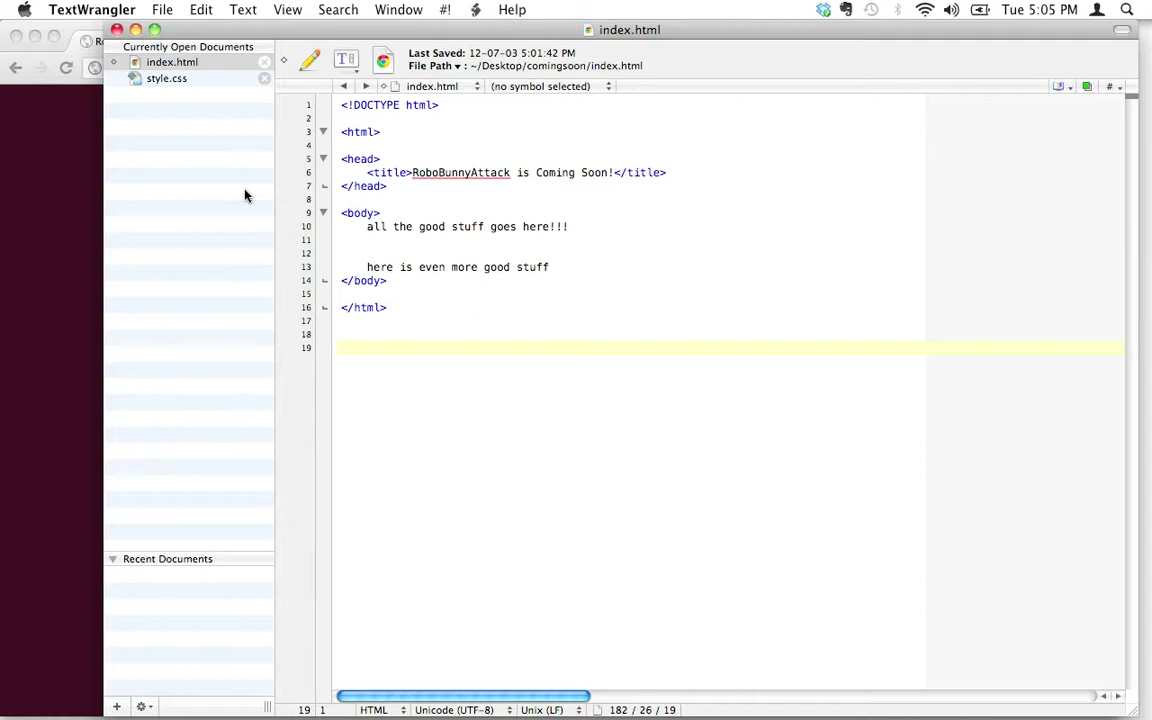 TextWrangler File Edit Text View Search Window #! Help Tue 5:05 PM
index.html
Currently Open Documents
index.html
style.css
Last Saved: 12-07-03 5:01:42 PM
File Path ▾ : ~/Desktop/comingsoon/index.html
index.html (no symbol selected) #
1 <!DOCTYPE html>
2
3 <html>
4
5 <head>
6 <title>RoboBunnyAttack is Coming Soon!</title>
7 </head>
8
9 <body>
10 all the good stuff goes here!!!
11
12
13 here is even more good stuff
14 </body>
15
16 </html>
17
18
19
Recent Documents
19 1 HTML Unicode (UTF-8) Unix (LF) 182 / 26 / 19